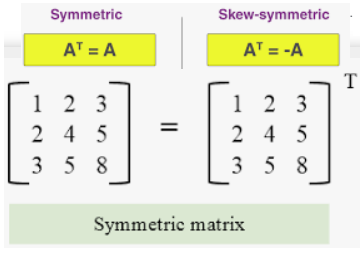 Symmetric Skew-symmetric
Aᵀ = A Aᵀ = -A
1 2 3 1 2 3 T
2 4 5 = 2 4 5
3 5 8 3 5 8
Symmetric matrix